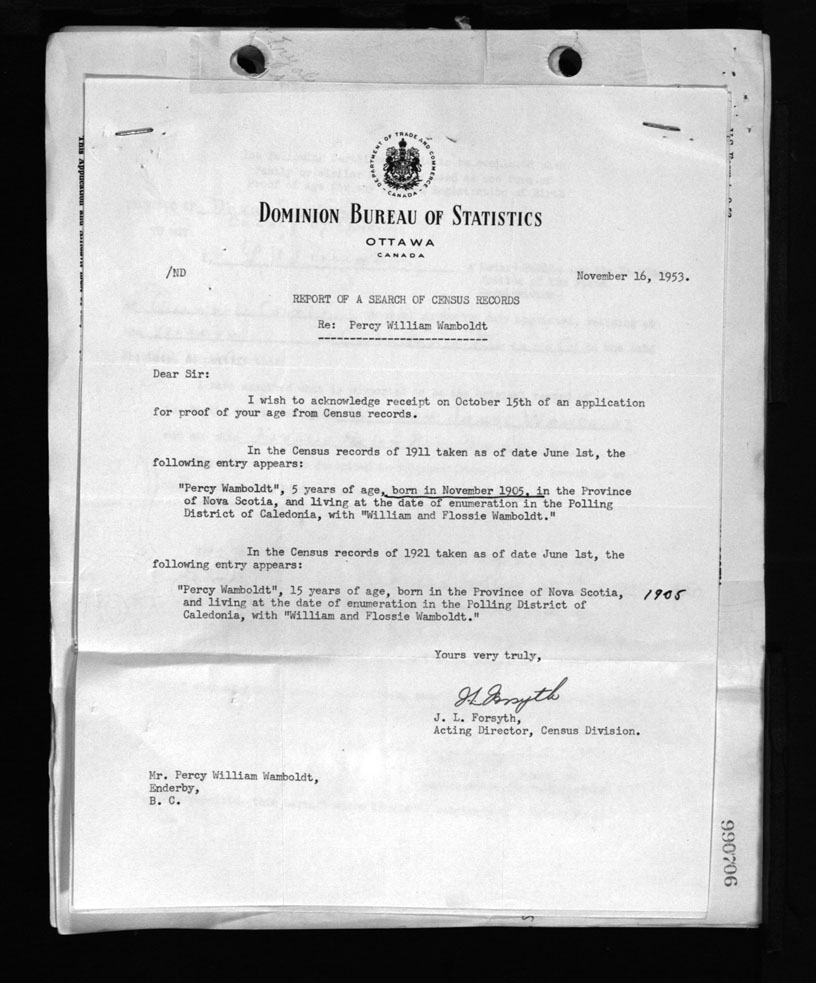 DEPARTMENT OF TRADE AND COMMERCE
CANADA
DOMINION BUREAU OF STATISTICS
OTTAWA
CANADA
/ND
November 16, 1953.
REPORT OF A SEARCH OF CENSUS RECORDS
Re: Percy William Wamboldt
Dear Sir:
I wish to acknowledge receipt on October 15th of an application
for proof of your age from Census records.
In the Census records of 1911 taken as of date June 1st, the
following entry appears:
"Percy Wamboldt", 5 years of age, born in November 1905, in the Province
of Nova Scotia, and living at the date of enumeration in the Polling
District of Caledonia, with "William and Flossie Wamboldt."
In the Census records of 1921 taken as of date June 1st, the
following entry appears:
"Percy Wamboldt", 15 years of age, born in the Province of Nova Scotia, 1905
and living at the date of enumeration in the Polling District of
Caledonia, with "William and Flossie Wamboldt."
Yours very truly,
J L Forsyth
J. L. Forsyth,
Acting Director, Census Division.
Mr. Percy William Wamboldt,
Enderby,
B. C.
990706